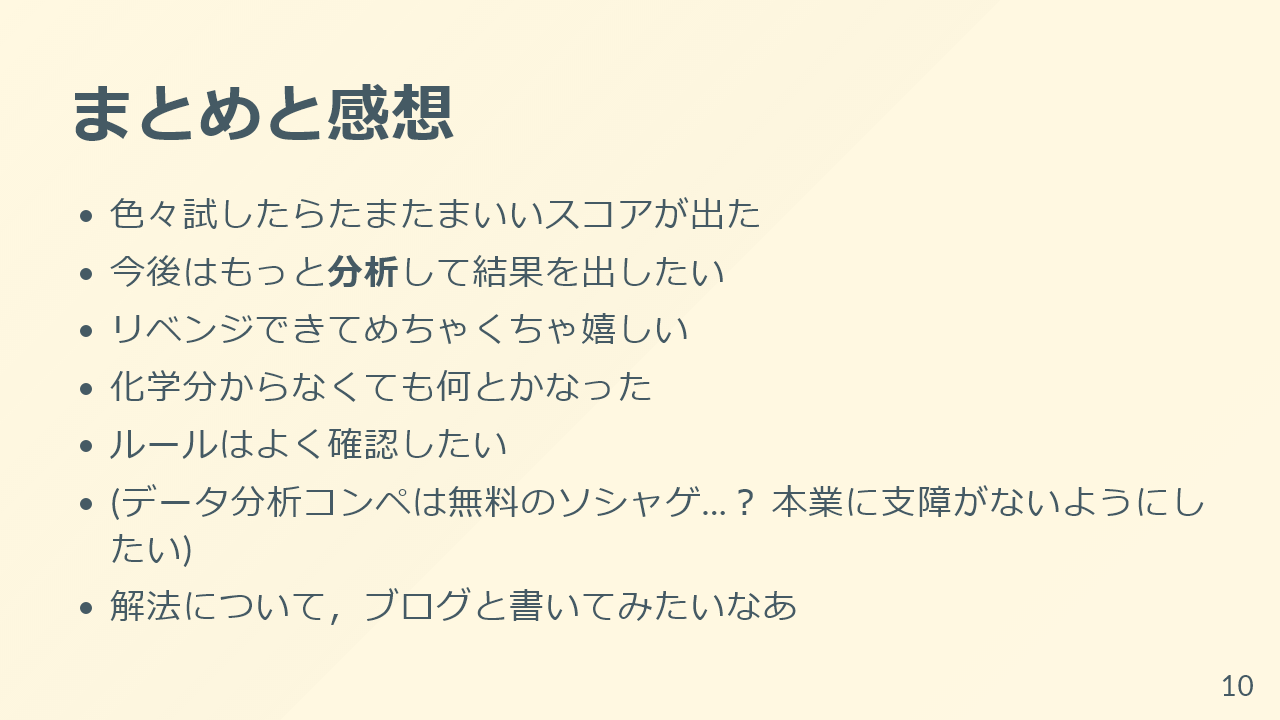 まとめと感想
• 色々試したらたまたまいいスコアが出た
• 今後はもっと分析して結果を出したい
• リベンジできてめちゃくちゃ嬉しい
• 化学分からなくても何とかなった
• ルールはよく確認したい
• (データ分析コンペは無料のソシャゲ...？ 本業に支障がないようにし
たい)
• 解法について，ブログと書いてみたいなあ
10